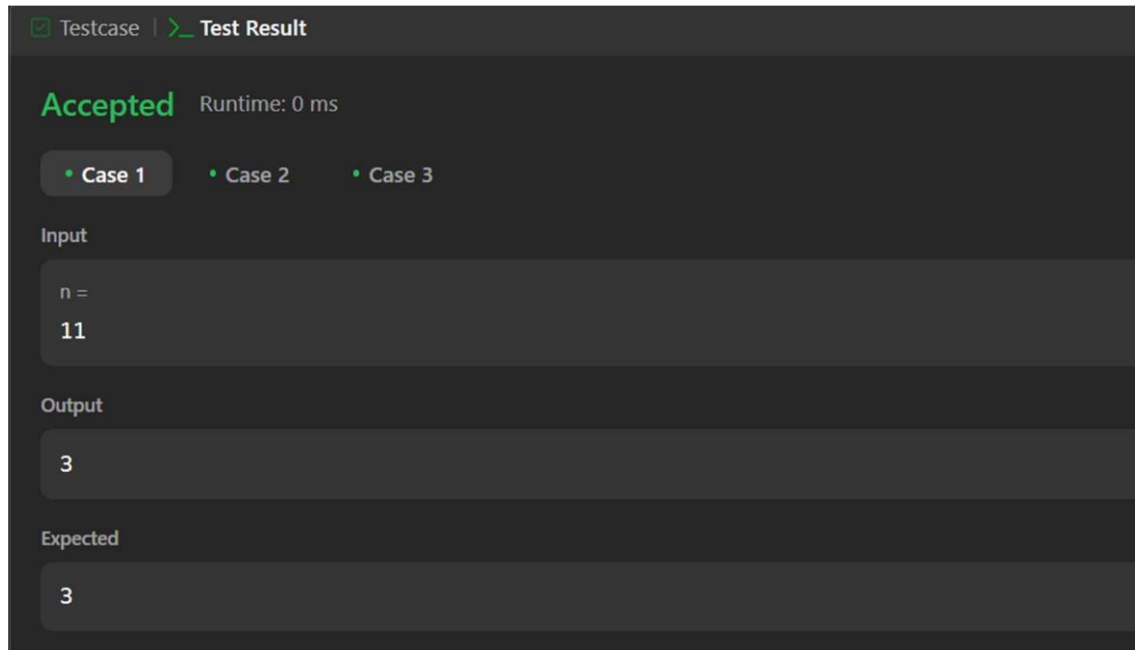 Testcase | >_ Test Result
Accepted Runtime: 0 ms
• Case 1 • Case 2 • Case 3
Input
n =
11
Output
3
Expected
3